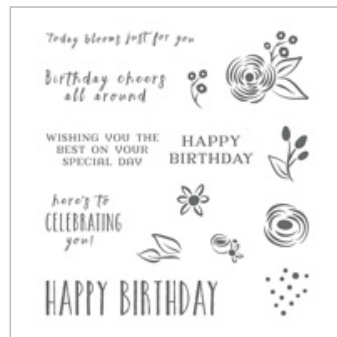 Today blooms just for you
Birthday cheers
all around
WISHING YOU THE
BEST ON YOUR
SPECIAL DAY
HAPPY
BIRTHDAY
here's to
CELEBRATING
you!
HAPPY BIRTHDAY